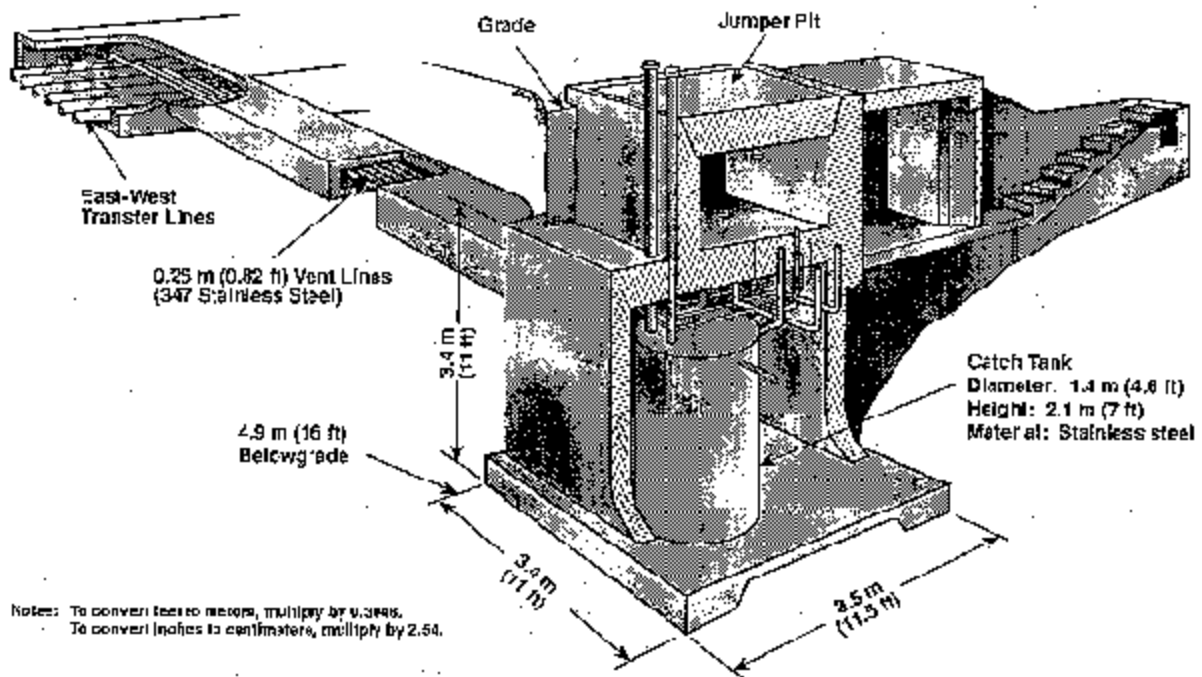 Grade
Jumper Pit
East-West
Transfer Lines
0.25 m (0.82 ft) Vent Lines
(347 Stainless Steel)
3.4 m
(11 ft)
4.9 m (16 ft)
Belowgrade
Catch Tank
Diameter: 1.4 m (4.6 ft)
Height: 2.1 m (7 ft)
Material: Stainless steel
3.4 m
(11 ft)
3.5 m
(11.5 ft)
Notes: To convert feet to meters, multiply by 0.3048.
To convert inches to centimeters, multiply by 2.54.